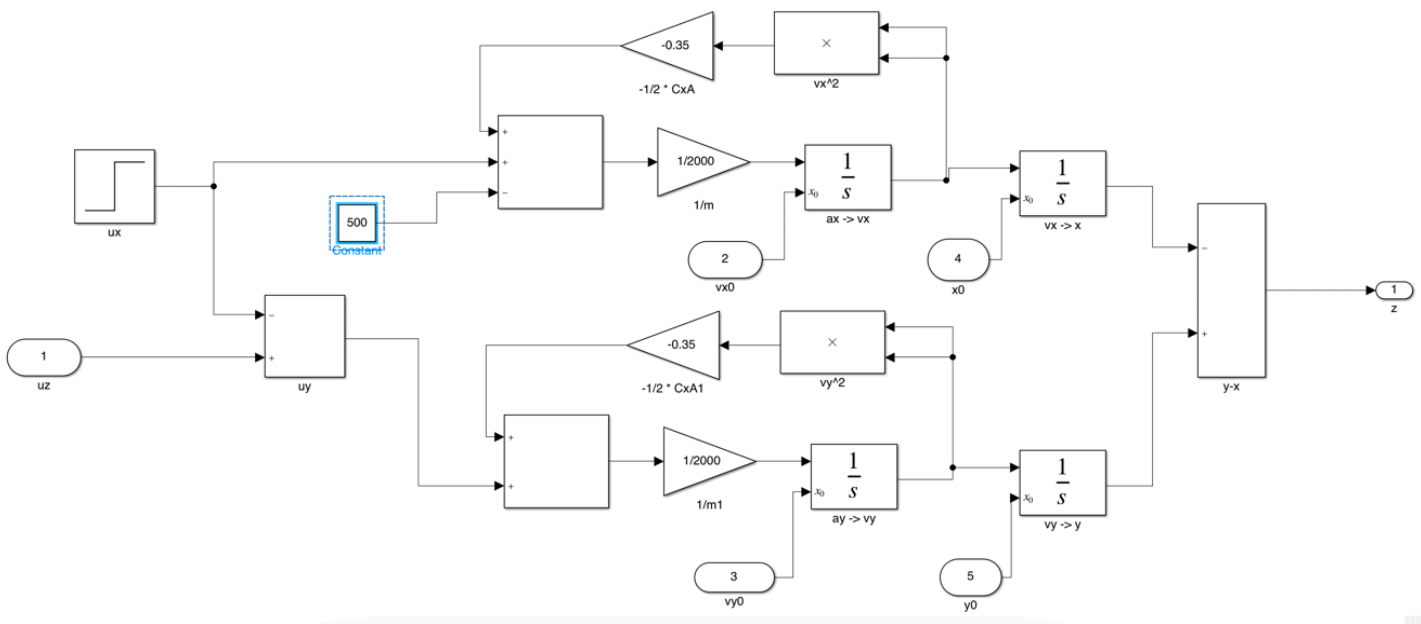 -0.35
-1/2 * CxA
×
vx^2
ux
+
+
−
500
Constant
1/2000
1/m
1
s
x0
ax -> vx
2
vx0
1
s
x0
vx -> x
4
x0
−
+
y-x
1
z
1
uz
−
+
uy
-0.35
-1/2 * CxA1
×
vy^2
+
+
1/2000
1/m1
1
s
x0
ay -> vy
3
vy0
1
s
x0
vy -> y
5
y0